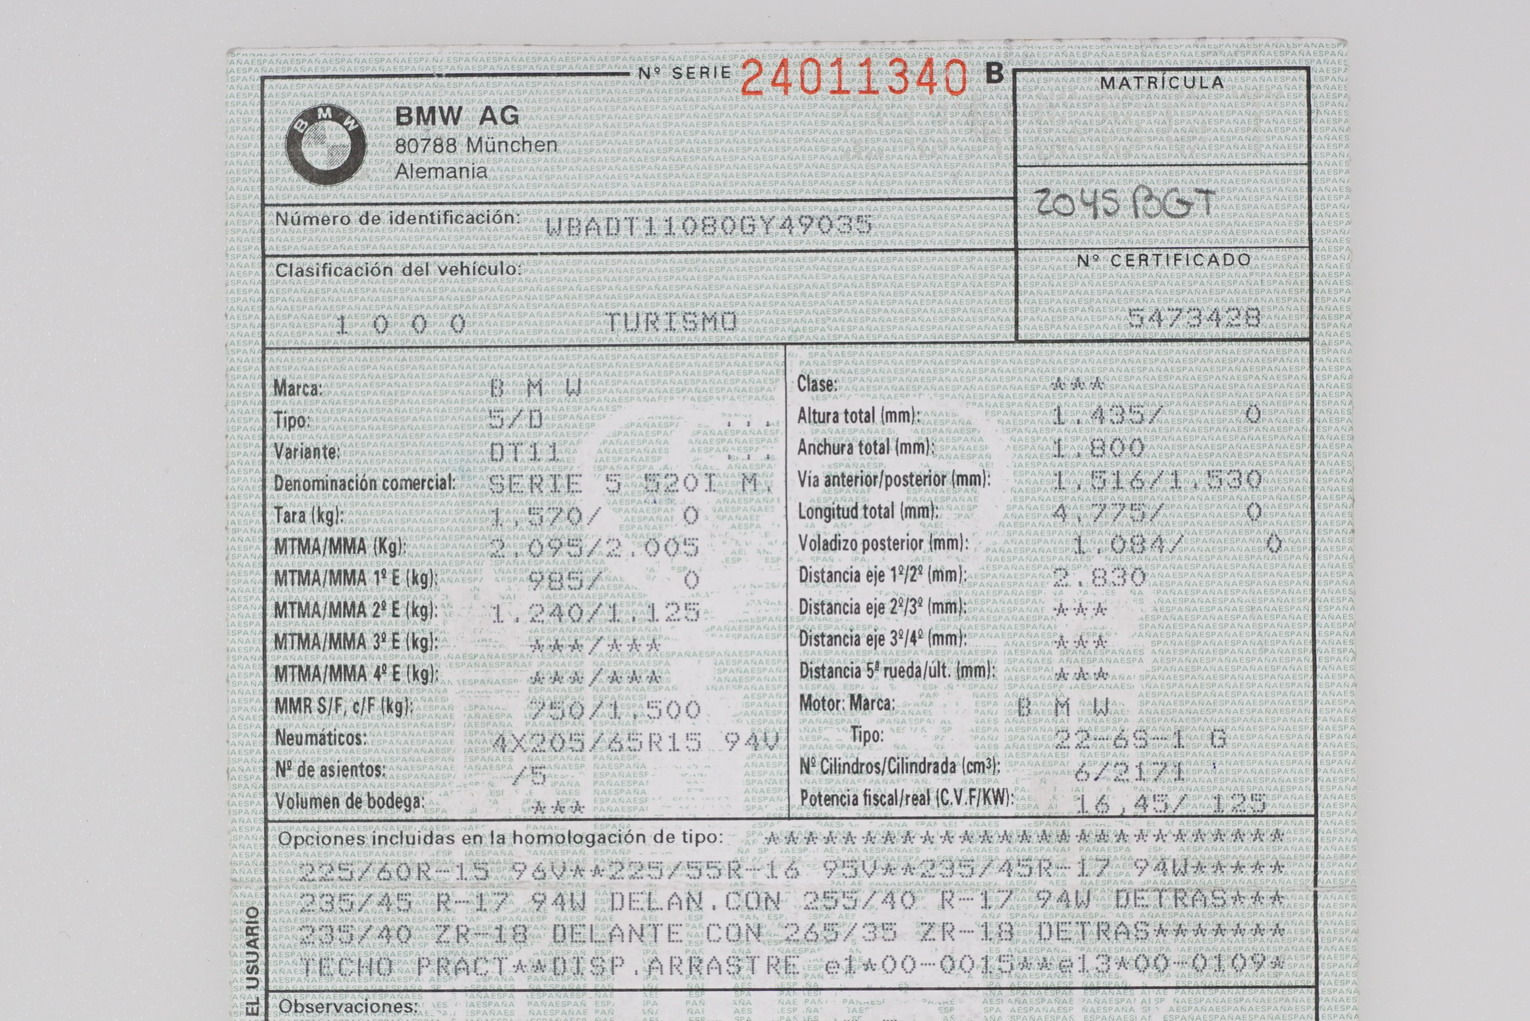 Nº SERIE 24011340 B
MATRÍCULA
BMW
BMW AG
80788 München
Alemania
2045 BGT
Número de identificación: WBADT11080GY49035
Clasificación del vehículo:
Nº CERTIFICADO
1 0 0 0 TURISMO
5473428
Marca: B M W
Tipo: 5/D ...
Variante: DT11 ...
Denominación comercial: SERIE 5 520I M.
Tara (kg): 1.570/ 0
MTMA/MMA (Kg): 2.095/2.005
MTMA/MMA 1º E (kg): 985/ 0
MTMA/MMA 2º E (kg): 1.240/1.125
MTMA/MMA 3º E (kg): ***/***
MTMA/MMA 4º E (kg): ***/***
MMR S/F, c/F (kg): 750/1.500
Neumáticos: 4X205/65R15 94V
Nº de asientos: /5
Volumen de bodega: ***
Clase: ***
Altura total (mm): 1.435/ 0
Anchura total (mm): 1.800
Via anterior/posterior (mm): 1.516/1.530
Longitud total (mm): 4.775/ 0
Voladizo posterior (mm): 1.084/ 0
Distancia eje 1º/2º (mm): 2.830
Distancia eje 2º/3º (mm): ***
Distancia eje 3º/4º (mm): ***
Distancia 5ª rueda/últ. (mm): ***
Motor: Marca: B M W
Tipo: 22-6S-1 G
Nº Cilindros/Cilindrada (cm³): 6/2171
Potencia fiscal/real (C.V.F/KW): 16,45/ 125
Opciones incluidas en la homologación de tipo: ***************************
225/60R-15 96V**225/55R-16 95V**235/45R-17 94W*****
235/45 R-17 94W DELAN.CON 255/40 R-17 94W DETRAS***
235/40 ZR-18 DELANTE CON 265/35 ZR-18 DETRAS*******
TECHO PRACT**DISP.ARRASTRE e1*00-0015**e13*00-0109*
EL USUARIO
Observaciones: